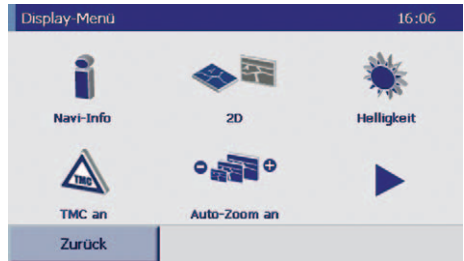 Display-Menü 16:06
Navi-Info 2D Helligkeit
TMC
TMC an Auto-Zoom an
Zurück